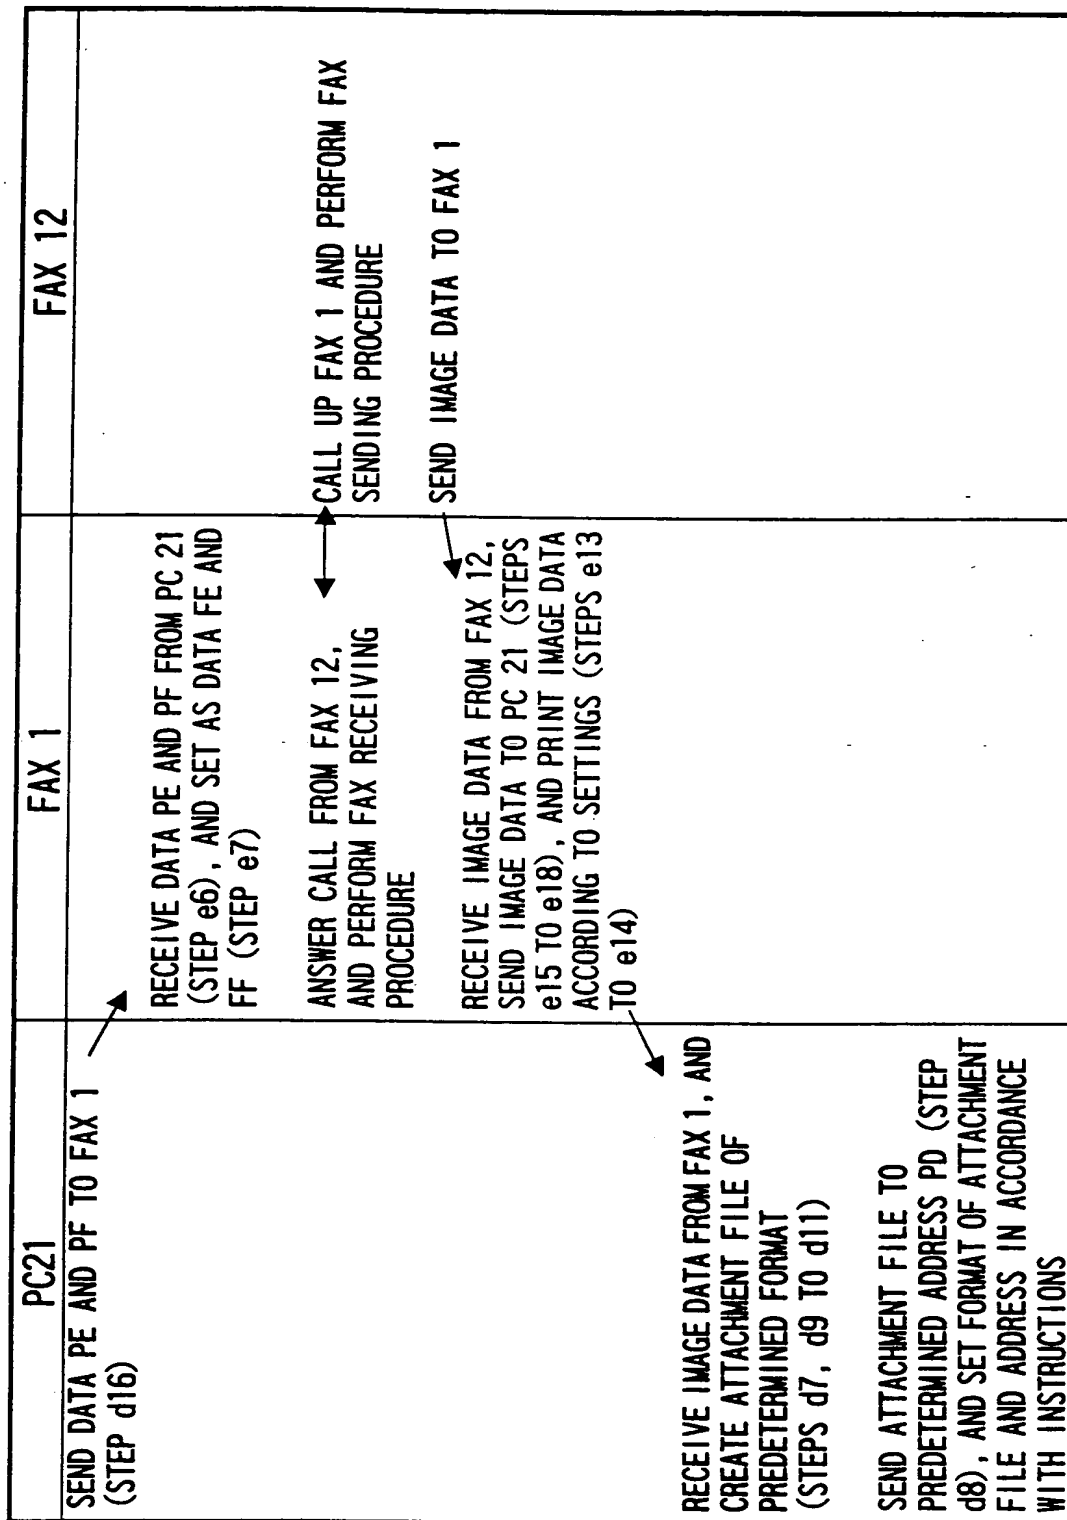 PC21
FAX 1
FAX 12
SEND DATA PE AND PF TO FAX 1
(STEP d16)
RECEIVE DATA PE AND PF FROM PC 21
(STEP e6), AND SET AS DATA FE AND
FF (STEP e7)
ANSWER CALL FROM FAX 12,
AND PERFORM FAX RECEIVING
PROCEDURE
CALL UP FAX 1 AND PERFORM FAX
SENDING PROCEDURE
SEND IMAGE DATA TO FAX 1
RECEIVE IMAGE DATA FROM FAX 12,
SEND IMAGE DATA TO PC 21 (STEPS
e15 TO e18), AND PRINT IMAGE DATA
ACCORDING TO SETTINGS (STEPS e13
TO e14)
RECEIVE IMAGE DATA FROM FAX 1, AND
CREATE ATTACHMENT FILE OF
PREDETERMINED FORMAT
(STEPS d7, d9 TO d11)
SEND ATTACHMENT FILE TO
PREDETERMINED ADDRESS PD (STEP
d8), AND SET FORMAT OF ATTACHMENT
FILE AND ADDRESS IN ACCORDANCE
WITH INSTRUCTIONS